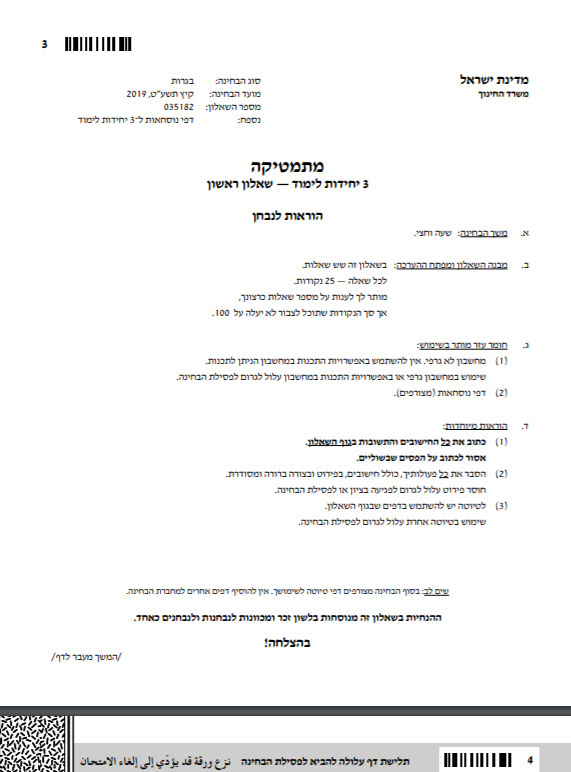 3
מדינת ישראל
משרד החינוך
סוג הבחינה: בגרות
מועד הבחינה: קיץ תשע"ט, 2019
מספר השאלון: 035182
נספח: דפי נוסחאות ל־3 יחידות לימוד
מתמטיקה
3 יחידות לימוד — שאלון ראשון
הוראות לנבחן
א. משך הבחינה: שעה וחצי.
ב. מבנה השאלון ומפתח ההערכה: בשאלון זה שש שאלות.
לכל שאלה — 25 נקודות.
מותר לך לענות על מספר שאלות כרצונך,
אך סך הנקודות שתוכל לצבור לא יעלה על 100.
ג. חומר עזר מותר בשימוש:
(1) מחשבון לא גרפי. אין להשתמש באפשרויות התכנות במחשבון הניתן לתכנות.
שימוש במחשבון גרפי או באפשרויות התכנות במחשבון עלול לגרום לפסילת הבחינה.
(2) דפי נוסחאות (מצורפים).
ד. הוראות מיוחדות:
(1) כתוב את כל החישובים והתשובות בגוף השאלון.
אסור לכתוב על הפסים שבשוליים.
(2) הסבר את כל פעולותיך, כולל חישובים, בפירוט ובצורה ברורה ומסודרת.
חוסר פירוט עלול לגרום לפגיעה בציון או לפסילת הבחינה.
(3) לטיוטה יש להשתמש בדפים שבגוף השאלון.
שימוש בטיוטה אחרת עלול לגרום לפסילת הבחינה.
שים לב: בסוף הבחינה מצורפים דפי טיוטה לשימושך. אין להוסיף דפים אחרים למחברת הבחינה.
ההנחיות בשאלון זה מנוסחות בלשון זכר ומכוונות לנבחנות ולנבחנים כאחד.
בהצלחה!
/המשך מעבר לדף/
4 תלישת דף עלולה להביא לפסילת הבחינה نزع ورقة قد يؤدّي إلى إلغاء الامتحان